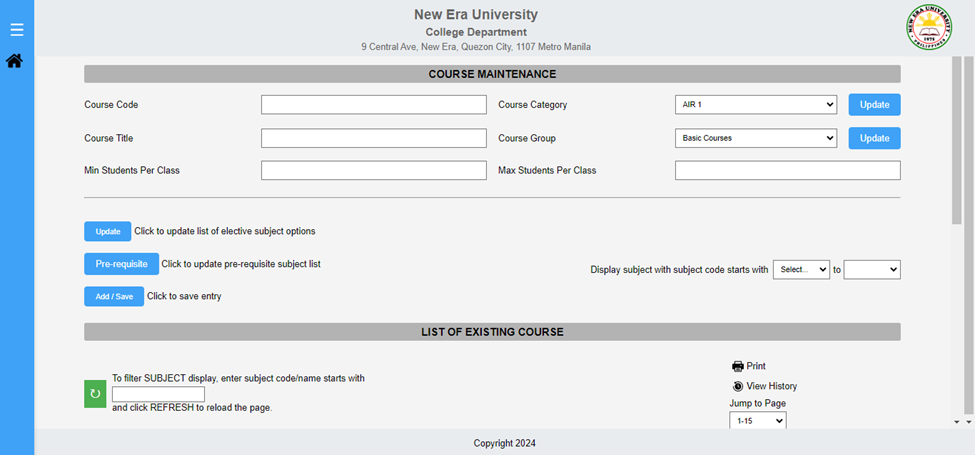 New Era University
College Department
9 Central Ave, New Era, Quezon City, 1107 Metro Manila
NEW ERA UNIVERSITY
1975
PHILIPPINES
COURSE MAINTENANCE
Course Code Course Category AIR 1 Update
Course Title Course Group Basic Courses Update
Min Students Per Class Max Students Per Class
Update Click to update list of elective subject options
Pre-requisite Click to update pre-requisite subject list
Display subject with subject code starts with Select... to
Add / Save Click to save entry
LIST OF EXISTING COURSE
Print
To filter SUBJECT display, enter subject code/name starts with
View History
Jump to Page
and click REFRESH to reload the page.
1-15
Copyright 2024